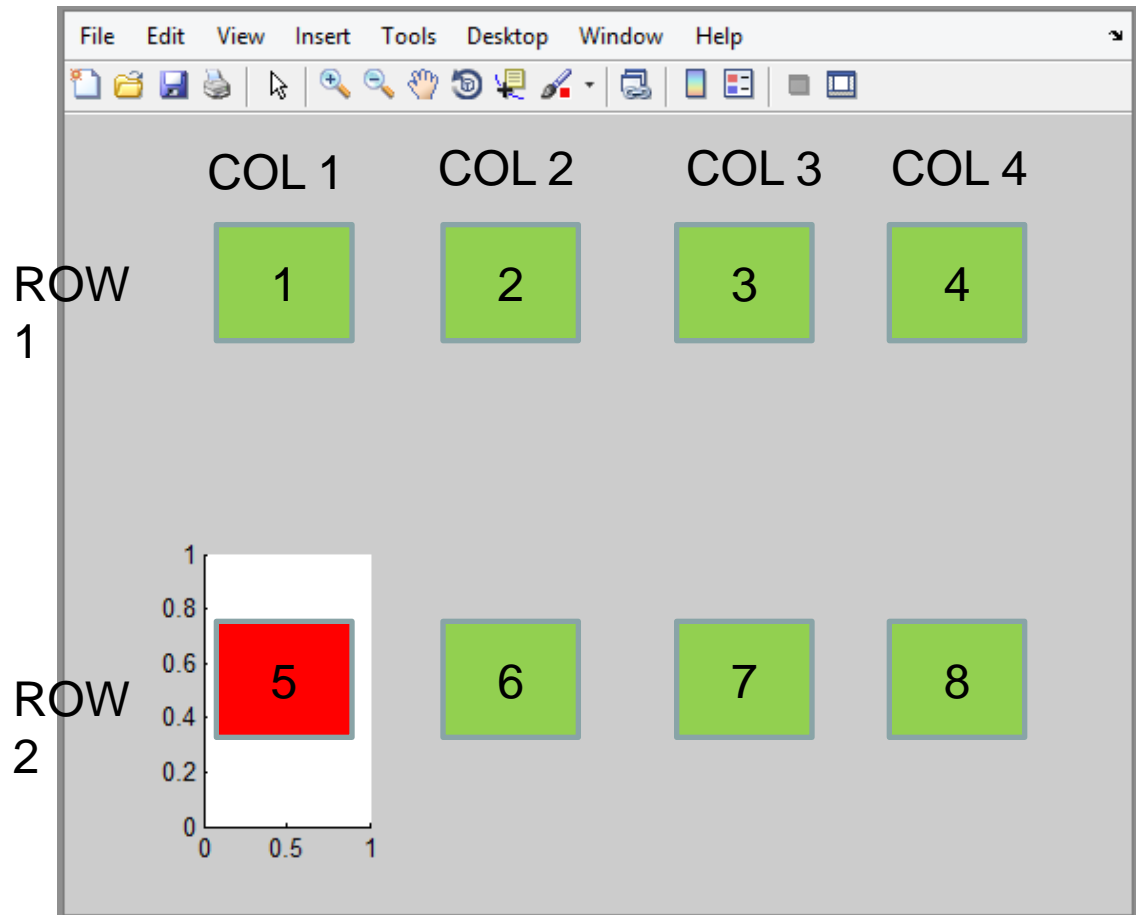 File Edit View Insert Tools Desktop Window Help
COL 1 COL 2 COL 3 COL 4
ROW 1
1 2 3 4
ROW 2
5 6 7 8
1
0.8
0.6
0.4
0.2
0
0 0.5 1